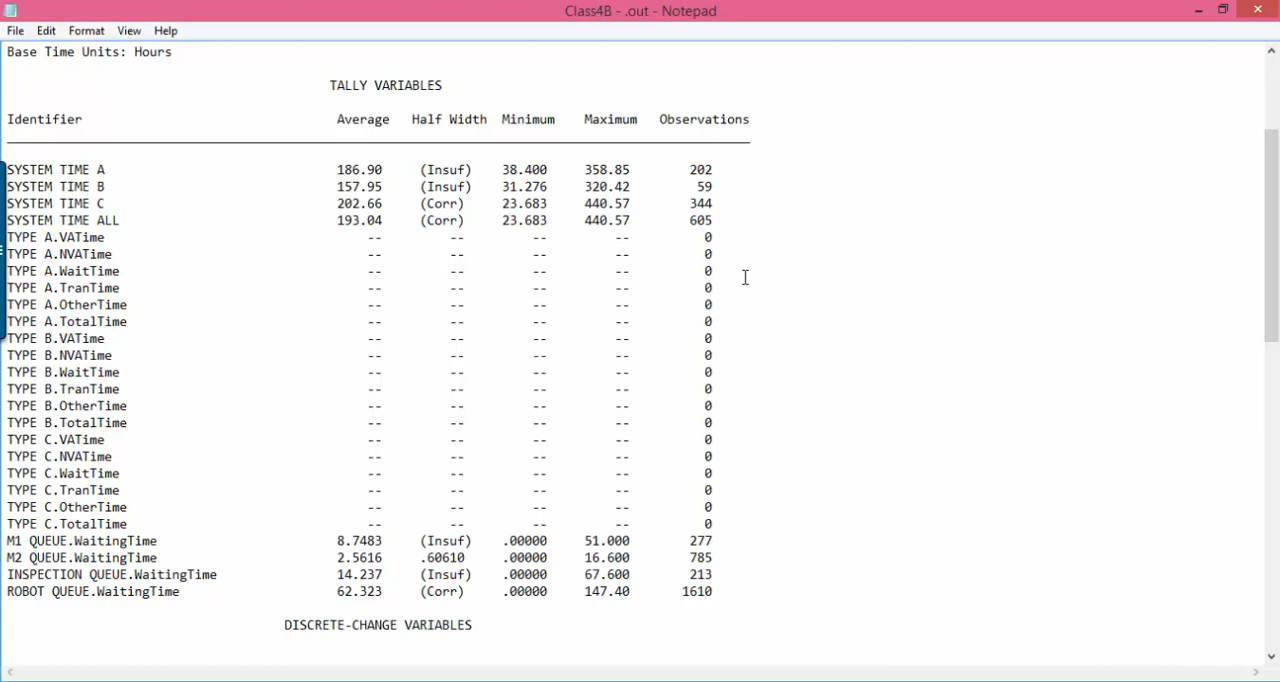 Class4B - .out - Notepad
File Edit Format View Help
Base Time Units: Hours
TALLY VARIABLES
Identifier Average Half Width Minimum Maximum Observations
SYSTEM TIME A 186.90 (Insuf) 38.400 358.85 202
SYSTEM TIME B 157.95 (Insuf) 31.276 320.42 59
SYSTEM TIME C 202.66 (Corr) 23.683 440.57 344
SYSTEM TIME ALL 193.04 (Corr) 23.683 440.57 605
TYPE A.VATime -- -- -- -- 0
TYPE A.NVATime -- -- -- -- 0
TYPE A.WaitTime -- -- -- -- 0
TYPE A.TranTime -- -- -- -- 0
TYPE A.OtherTime -- -- -- -- 0
TYPE A.TotalTime -- -- -- -- 0
TYPE B.VATime -- -- -- -- 0
TYPE B.NVATime -- -- -- -- 0
TYPE B.WaitTime -- -- -- -- 0
TYPE B.TranTime -- -- -- -- 0
TYPE B.OtherTime -- -- -- -- 0
TYPE B.TotalTime -- -- -- -- 0
TYPE C.VATime -- -- -- -- 0
TYPE C.NVATime -- -- -- -- 0
TYPE C.WaitTime -- -- -- -- 0
TYPE C.TranTime -- -- -- -- 0
TYPE C.OtherTime -- -- -- -- 0
TYPE C.TotalTime -- -- -- -- 0
M1 QUEUE.WaitingTime 8.7483 (Insuf) .00000 51.000 277
M2 QUEUE.WaitingTime 2.5616 .60610 .00000 16.600 785
INSPECTION QUEUE.WaitingTime 14.237 (Insuf) .00000 67.600 213
ROBOT QUEUE.WaitingTime 62.323 (Corr) .00000 147.40 1610
DISCRETE-CHANGE VARIABLES